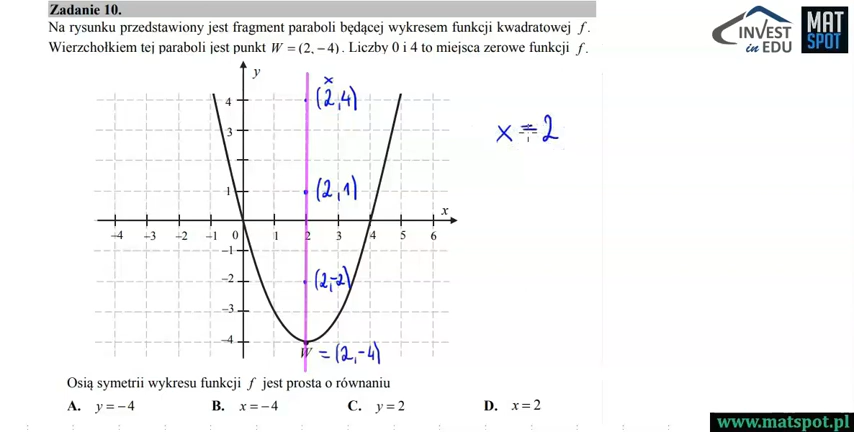 Zadanie 10.
Na rysunku przedstawiony jest fragment paraboli będącej wykresem funkcji kwadratowej f.
Wierzchołkiem tej paraboli jest punkt W = (2, −4). Liczby 0 i 4 to miejsca zerowe funkcji f.
INVEST
in EDU
MAT
SPOT
y
x
4
(2,4)
3
x = 2
1
(2,1)
x
−4 −3 −2 −1 0 1 2 3 4 5 6
−1
−2
(2,-2)
−3
−4
W = (2,-4)
Osią symetrii wykresu funkcji f jest prosta o równaniu
A. y = −4 B. x = −4 C. y = 2 D. x = 2
www.matspot.pl